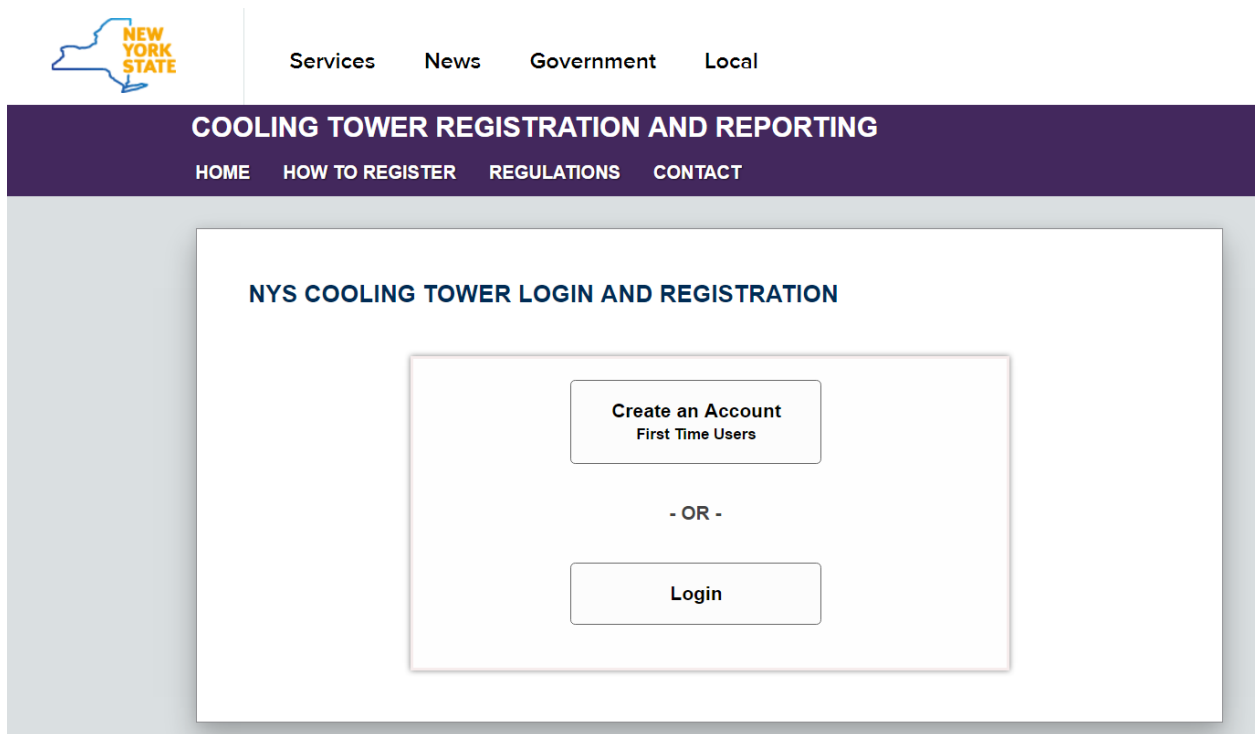 NEW
YORK
STATE
Services News Government Local
COOLING TOWER REGISTRATION AND REPORTING
HOME HOW TO REGISTER REGULATIONS CONTACT
NYS COOLING TOWER LOGIN AND REGISTRATION
Create an Account
First Time Users
- OR -
Login